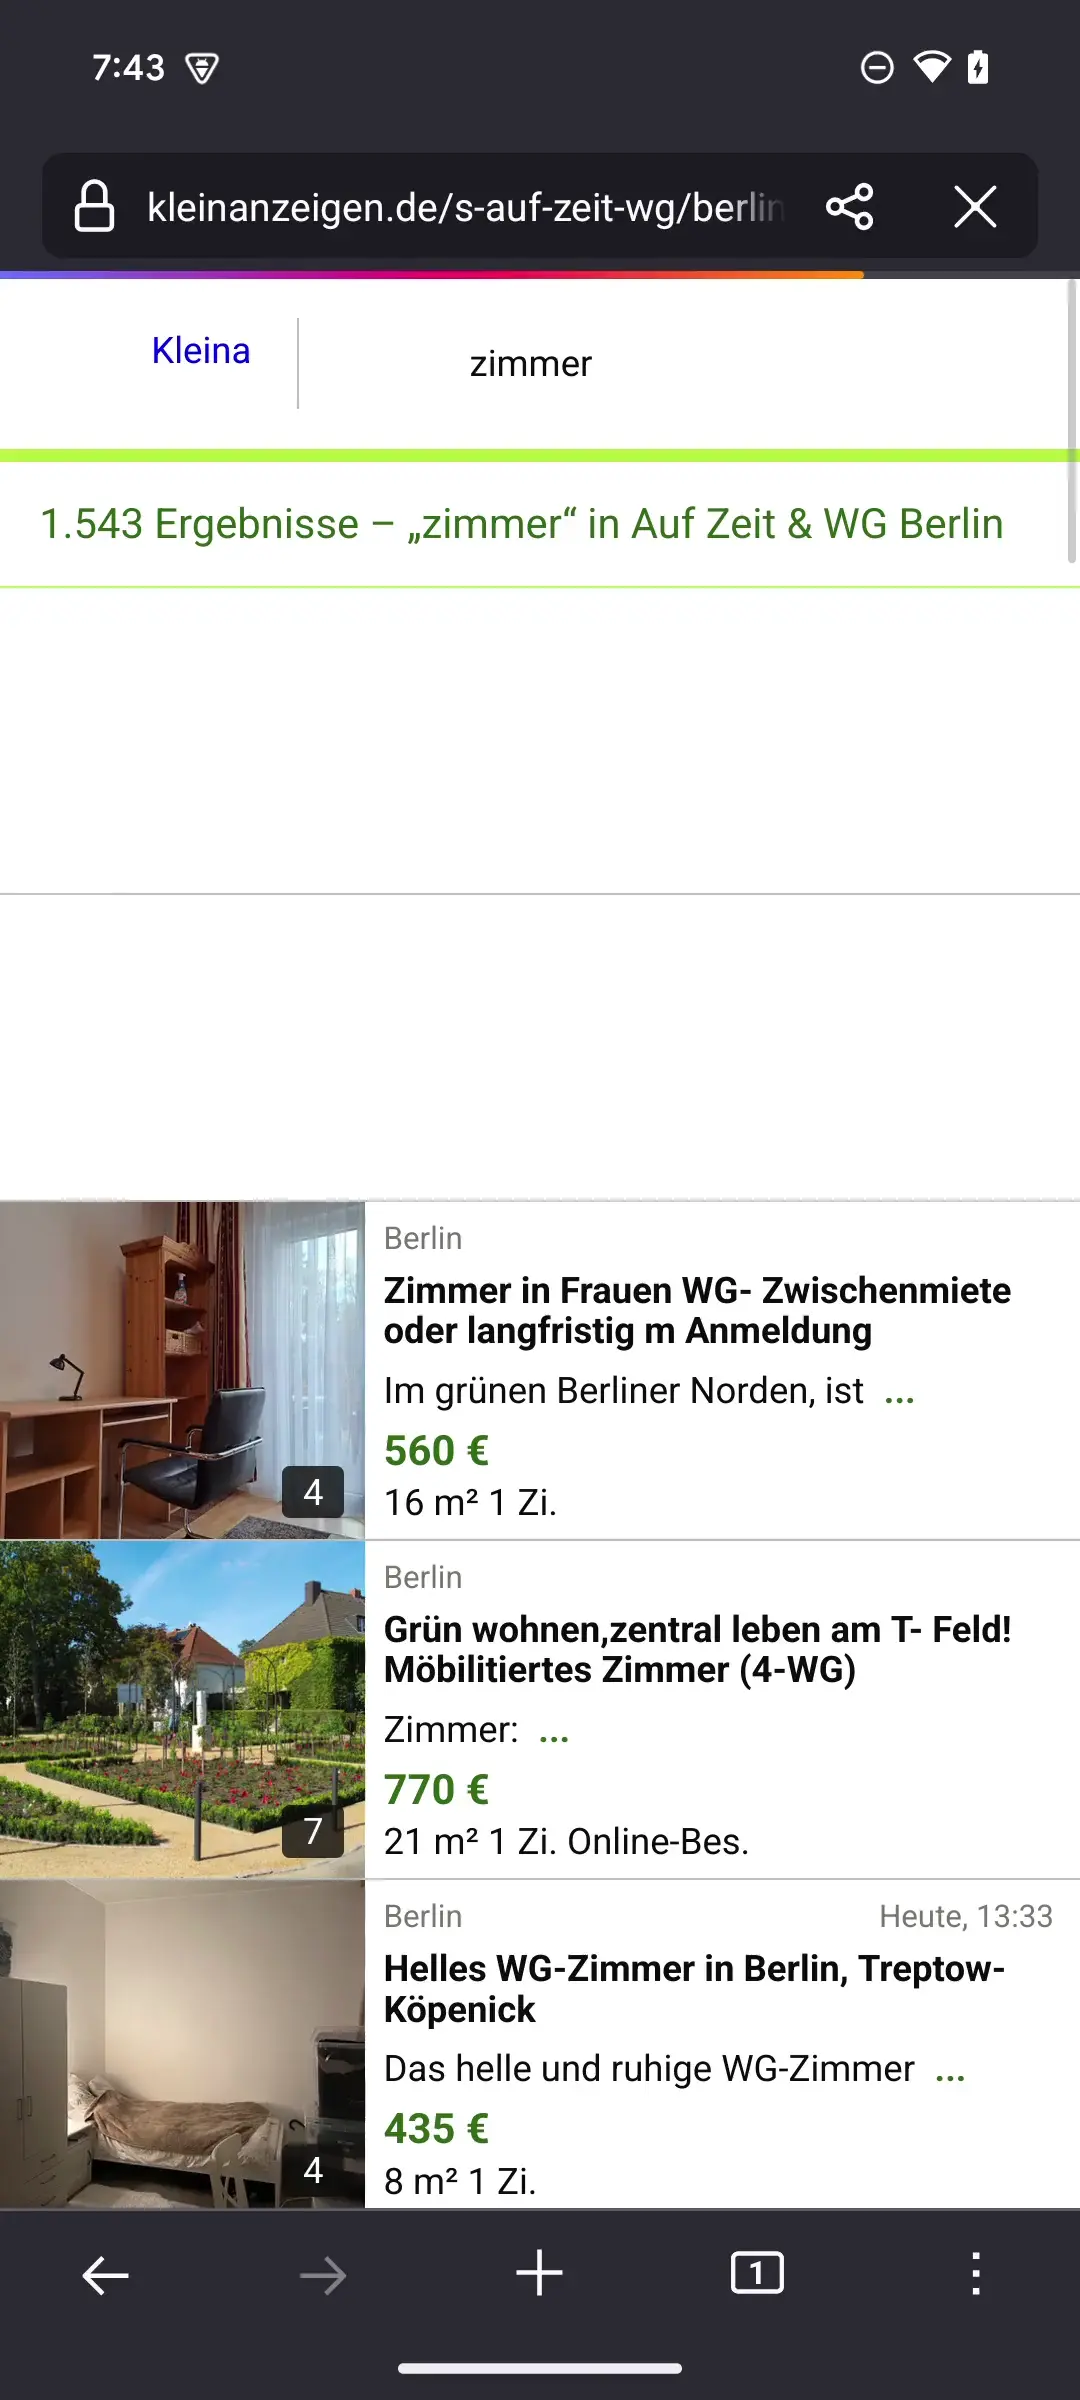 7:43
kleinanzeigen.de/s-auf-zeit-wg/berlin
Kleina
zimmer
1.543 Ergebnisse – „zimmer“ in Auf Zeit & WG Berlin
Berlin
Zimmer in Frauen WG- Zwischenmiete
oder langfristig m Anmeldung
Im grünen Berliner Norden, ist ...
560 €
16 m² 1 Zi.
4
Berlin
Grün wohnen,zentral leben am T- Feld!
Möbilitiertes Zimmer (4-WG)
Zimmer: ...
770 €
21 m² 1 Zi. Online-Bes.
7
Berlin Heute, 13:33
Helles WG-Zimmer in Berlin, Treptow-
Köpenick
Das helle und ruhige WG-Zimmer ...
435 €
8 m² 1 Zi.
4
1